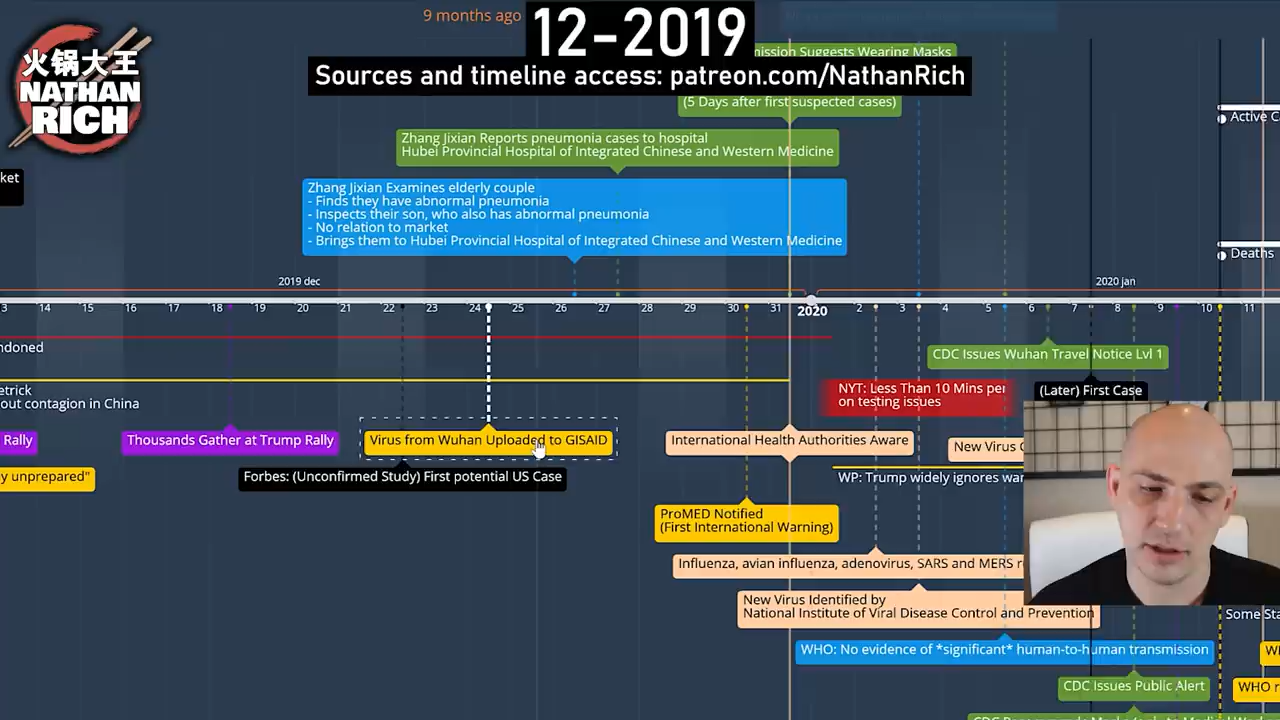 9 months ago
12-2019
Sources and timeline access: patreon.com/NathanRich
火锅大王
NATHAN
RICH
mission Suggests Wearing Masks
(5 Days after first suspected cases)
Zhang Jixian Reports pneumonia cases to hospital
Hubei Provincial Hospital of Integrated Chinese and Western Medicine
Active C
ket
Zhang Jixian Examines elderly couple
- Finds they have abnormal pneumonia
- Inspects their son, who also has abnormal pneumonia
- No relation to market
- Brings them to Hubei Provincial Hospital of Integrated Chinese and Western Medicine
Deaths
2019 dec
2020 jan
3 14 15 16 17 18 19 20 21 22 23 24 25 26 27 28 29 30 31 2020 2 3 4 5 6 7 8 9 10 11
ndoned
CDC Issues Wuhan Travel Notice Lvl 1
etrick
out contagion in China
NYT: Less Than 10 Mins per
on testing issues
(Later) First Case
Rally
Thousands Gather at Trump Rally
Virus from Wuhan Uploaded to GISAID
International Health Authorities Aware
New Virus
y unprepared"
Forbes: (Unconfirmed Study) First potential US Case
WP: Trump widely ignores war
ProMED Notified
(First International Warning)
Influenza, avian influenza, adenovirus, SARS and MERS r
New Virus Identified by
National Institute of Viral Disease Control and Prevention
Some Sta
WHO: No evidence of *significant* human-to-human transmission
CDC Issues Public Alert
WHO r